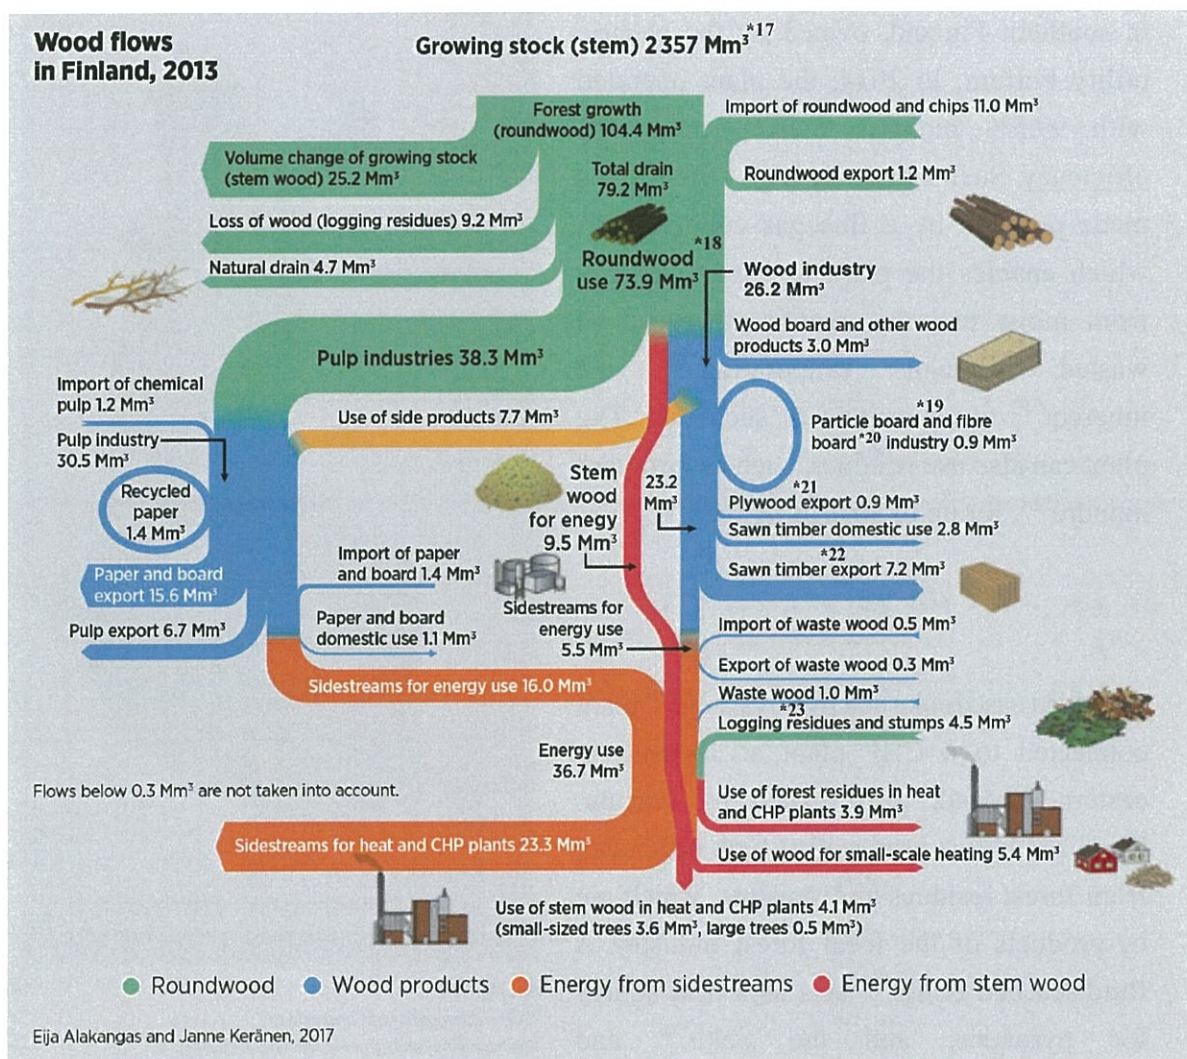 Wood flows
in Finland, 2013
Growing stock (stem) 2357 Mm³*17
Forest growth
(roundwood) 104.4 Mm³
Import of roundwood and chips 11.0 Mm³
Volume change of growing stock
(stem wood) 25.2 Mm³
Total drain
79.2 Mm³
Roundwood export 1.2 Mm³
Loss of wood (logging residues) 9.2 Mm³
Natural drain 4.7 Mm³
Roundwood *18
use 73.9 Mm³
Wood industry
26.2 Mm³
Wood board and other wood
products 3.0 Mm³
Pulp industries 38.3 Mm³
Import of chemical
pulp 1.2 Mm³
Use of side products 7.7 Mm³
Particle board and fibre *19
board *20 industry 0.9 Mm³
Pulp industry
30.5 Mm³
Recycled
paper
1.4 Mm³
Stem
wood
for enegy
9.5 Mm³
23.2
Mm³
*21
Plywood export 0.9 Mm³
Sawn timber domestic use 2.8 Mm³
*22
Sawn timber export 7.2 Mm³
Import of paper
and board 1.4 Mm³
Paper and board
export 15.6 Mm³
Pulp export 6.7 Mm³
Paper and board
domestic use 1.1 Mm³
Sidestreams for
energy use
5.5 Mm³
Import of waste wood 0.5 Mm³
Export of waste wood 0.3 Mm³
Waste wood 1.0 Mm³
*23
Logging residues and stumps 4.5 Mm³
Sidestreams for energy use 16.0 Mm³
Energy use
36.7 Mm³
Flows below 0.3 Mm³ are not taken into account.
Use of forest residues in heat
and CHP plants 3.9 Mm³
Sidestreams for heat and CHP plants 23.3 Mm³
Use of wood for small-scale heating 5.4 Mm³
Use of stem wood in heat and CHP plants 4.1 Mm³
(small-sized trees 3.6 Mm³, large trees 0.5 Mm³)
Roundwood
Wood products
Energy from sidestreams
Energy from stem wood
Eija Alakangas and Janne Keränen, 2017